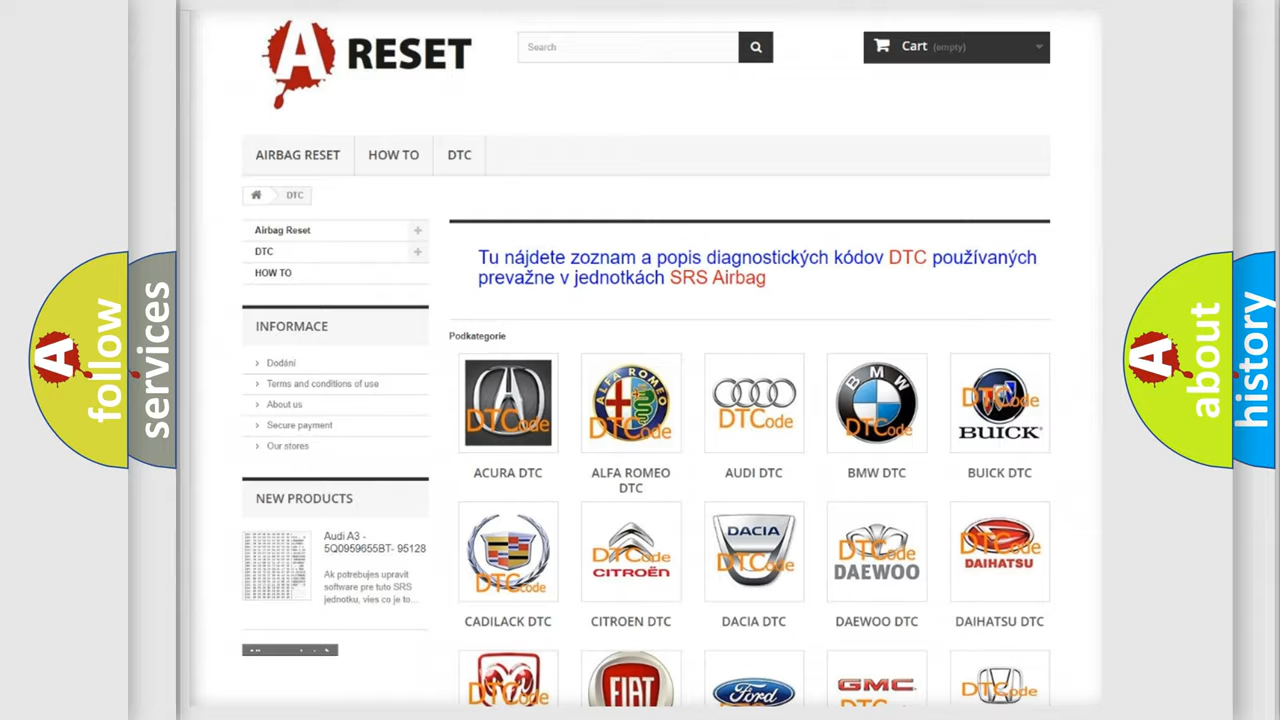 A RESET
Search
Cart (empty)
AIRBAG RESET
HOW TO
DTC
DTC
Airbag Reset
DTC
HOW TO
INFORMACE
Dodání
Terms and conditions of use
About us
Secure payment
Our stores
NEW PRODUCTS
Audi A3 -
5Q0959655BT- 95128
Ak potrebujes upravit
software pre tuto SRS
jednotku, vies co je to...
Tu nájdete zoznam a popis diagnostických kódov DTC používaných
prevažne v jednotkách SRS Airbag
Podkategorie
DTCode
ALFA ROMEO
DTCode
DTCode
BMW
DTCode
DTCode
BUICK
ACURA DTC
ALFA ROMEO
DTC
AUDI DTC
BMW DTC
BUICK DTC
DTCode
DTCode
CITROËN
DACIA
DTCode
DTCode
DAEWOO
DTCode
DAIHATSU
CADILACK DTC
CITROEN DTC
DACIA DTC
DAEWOO DTC
DAIHATSU DTC
DTCode
FIAT
Ford
GMC
DTCode
A follow
services
A about
history